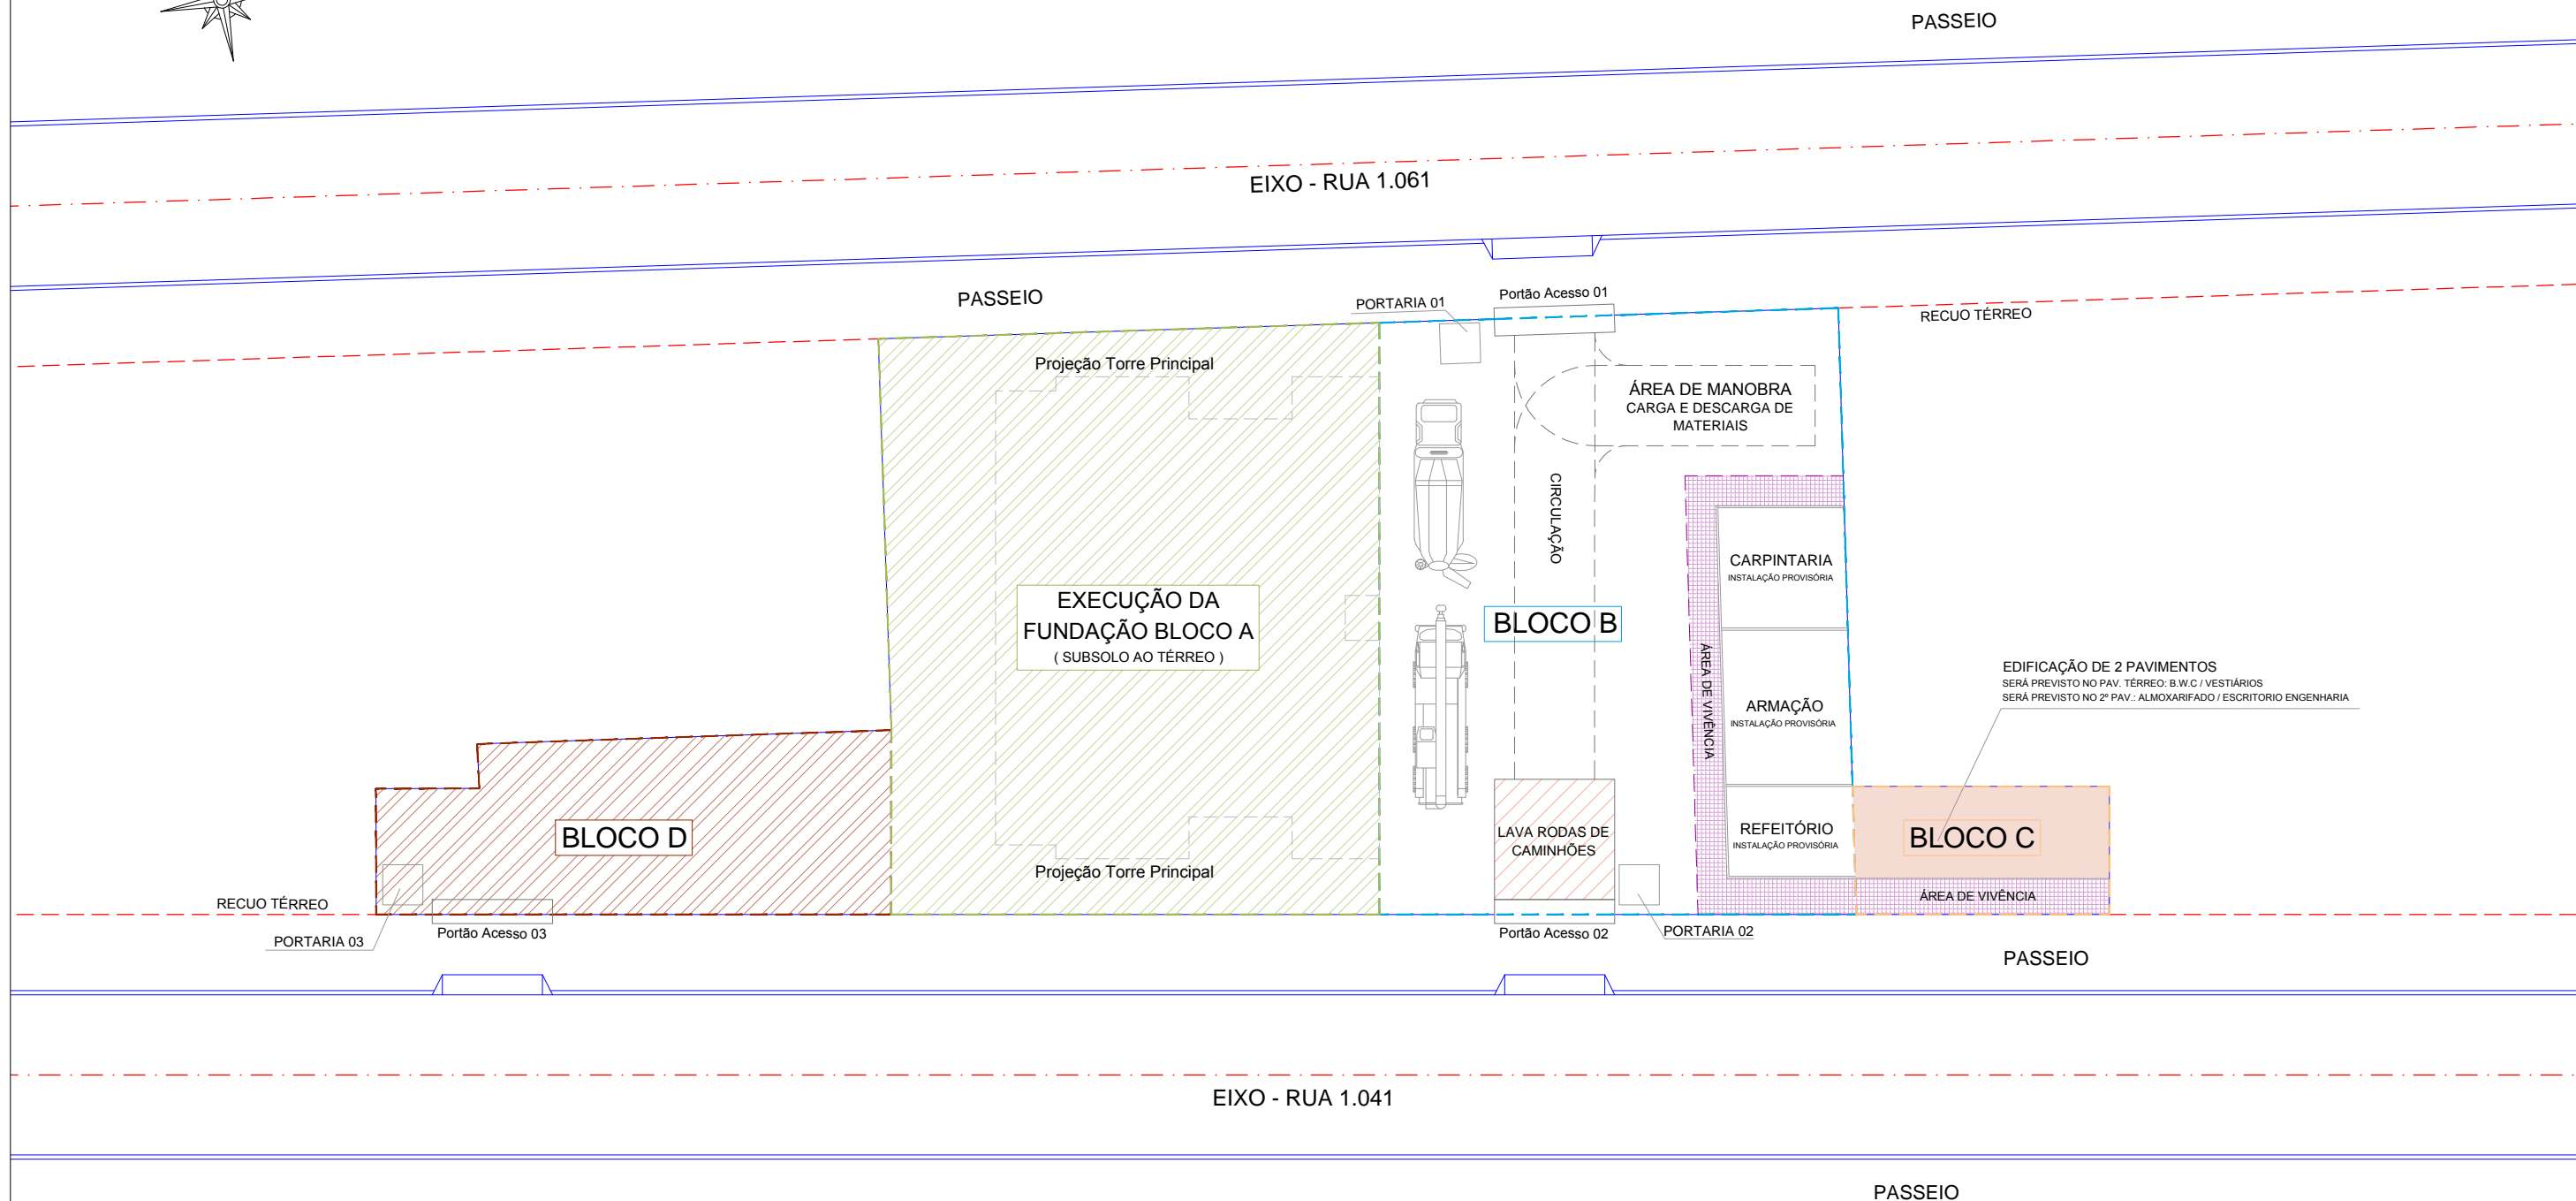 PASSEIO
EIXO - RUA 1.061
PASSEIO
PORTARIA 01
Portão Acesso 01
RECUO TÉRREO
Projeção Torre Principal
ÁREA DE MANOBRA
CARGA E DESCARGA DE
MATERIAIS
CIRCULAÇÃO
CARPINTARIA
INSTALAÇÃO PROVISÓRIA
EXECUÇÃO DA
FUNDAÇÃO BLOCO A
( SUBSOLO AO TÉRREO )
BLOCO B
ÁREA DE VIVÊNCIA
ARMAÇÃO
INSTALAÇÃO PROVISÓRIA
EDIFICAÇÃO DE 2 PAVIMENTOS
SERÁ PREVISTO NO PAV. TÉRREO: B.W.C / VESTIÁRIOS
SERÁ PREVISTO NO 2º PAV.: ALMOXARIFADO / ESCRITORIO ENGENHARIA
BLOCO D
LAVA RODAS DE
CAMINHÕES
REFEITÓRIO
INSTALAÇÃO PROVISÓRIA
BLOCO C
Projeção Torre Principal
ÁREA DE VIVÊNCIA
RECUO TÉRREO
PORTARIA 03
Portão Acesso 03
Portão Acesso 02
PORTARIA 02
PASSEIO
EIXO - RUA 1.041
PASSEIO